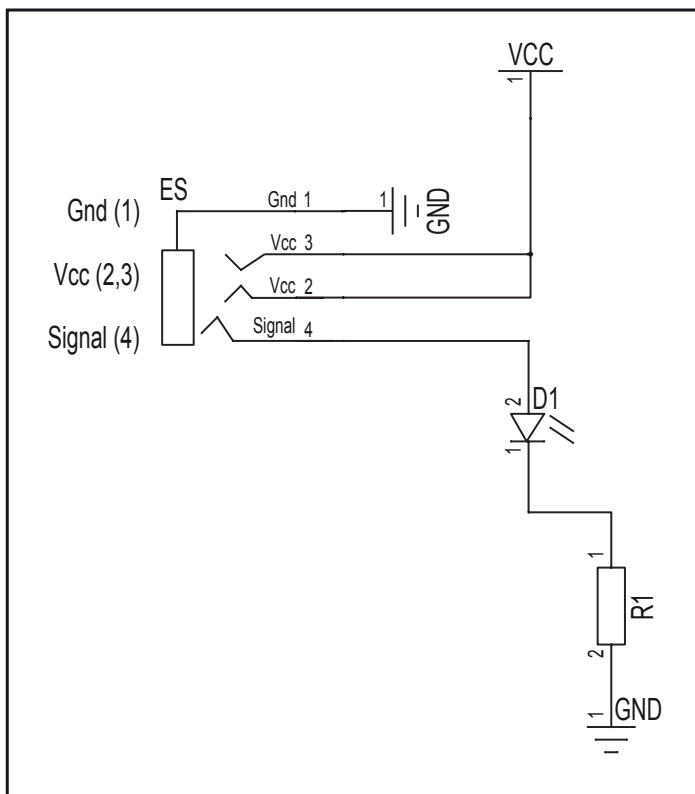 VCC
1
ES
Gnd (1)
Gnd 1
1
GND
Vcc 3
Vcc (2,3)
Vcc 2
Signal (4)
Signal 4
2
D1
1
1
R1
2
1
GND